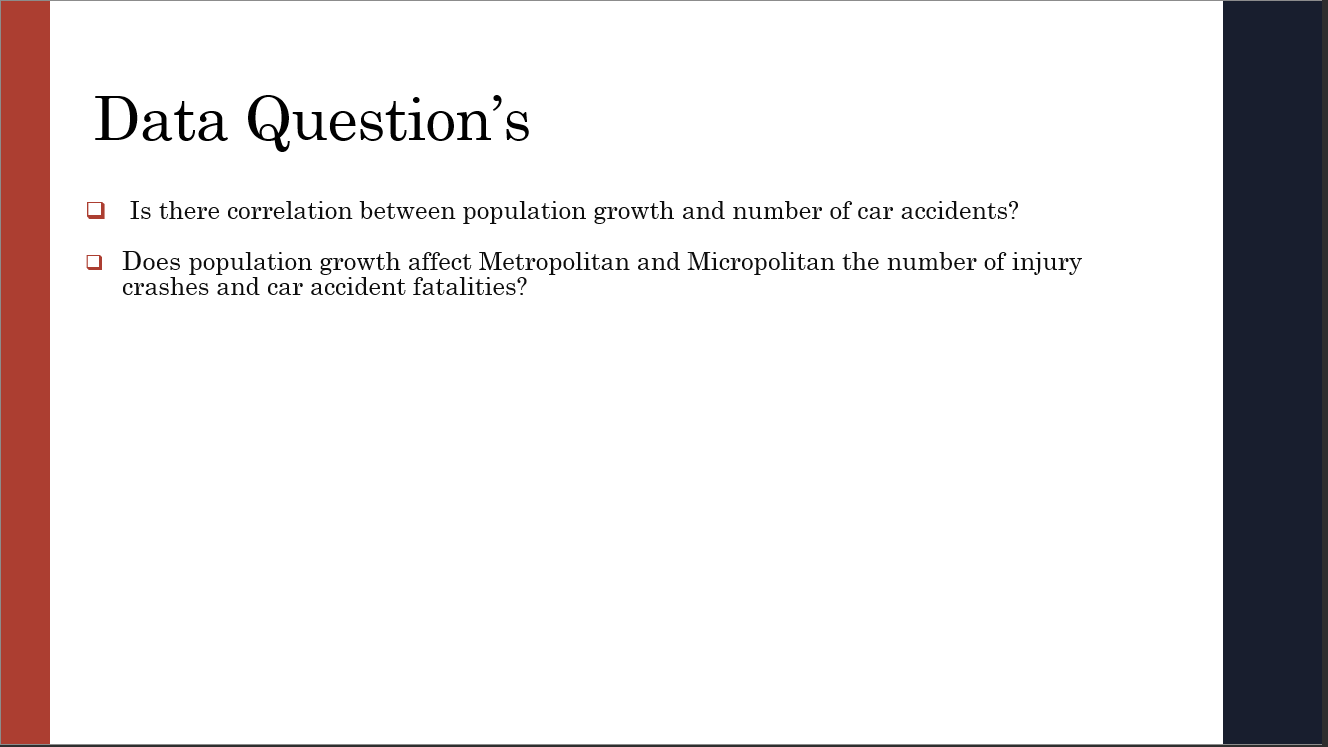 Data Question’s
Is there correlation between population growth and number of car accidents?
Does population growth affect Metropolitan and Micropolitan the number of injury
crashes and car accident fatalities?